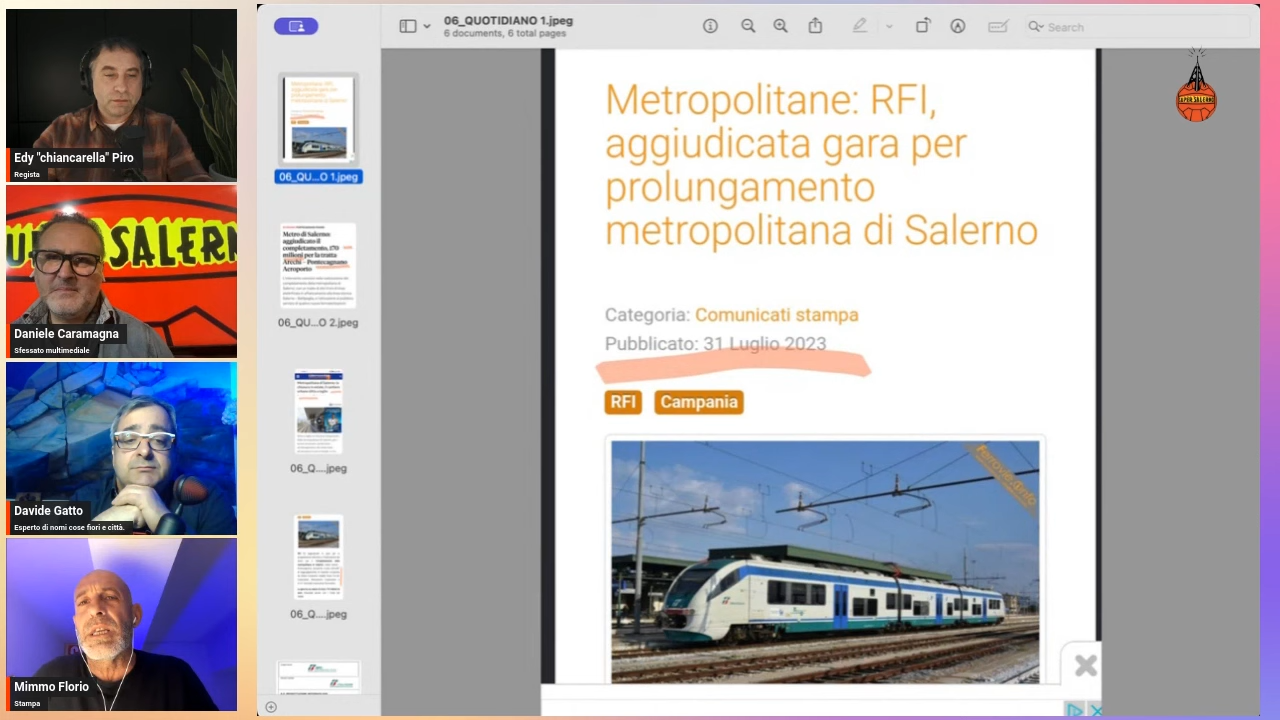 Edy "chiancarella" Piro
Regista
SALERN
Daniele Caramagna
Sfessato multimediale
Davide Gatto
Esperto di nomi cose fiori e città.
Mimmo Florio
Stampa
06_QUOTIDIANO 1.jpeg
6 documents, 6 total pages
Search
06_QU...O 1.jpeg
Metro di Salerno:
aggiudicato il
completamento, 170
milioni per la tratta
Arechi - Pontecagnano
Aeroporto
06_QU...O 2.jpeg
06_Q....jpeg
06_Q....jpeg
Metropolitane: RFI,
aggiudicata gara per
prolungamento
metropolitana di Salerno
Categoria: Comunicati stampa
Pubblicato: 31 Luglio 2023
RFI Campania
SUPER SALERNO